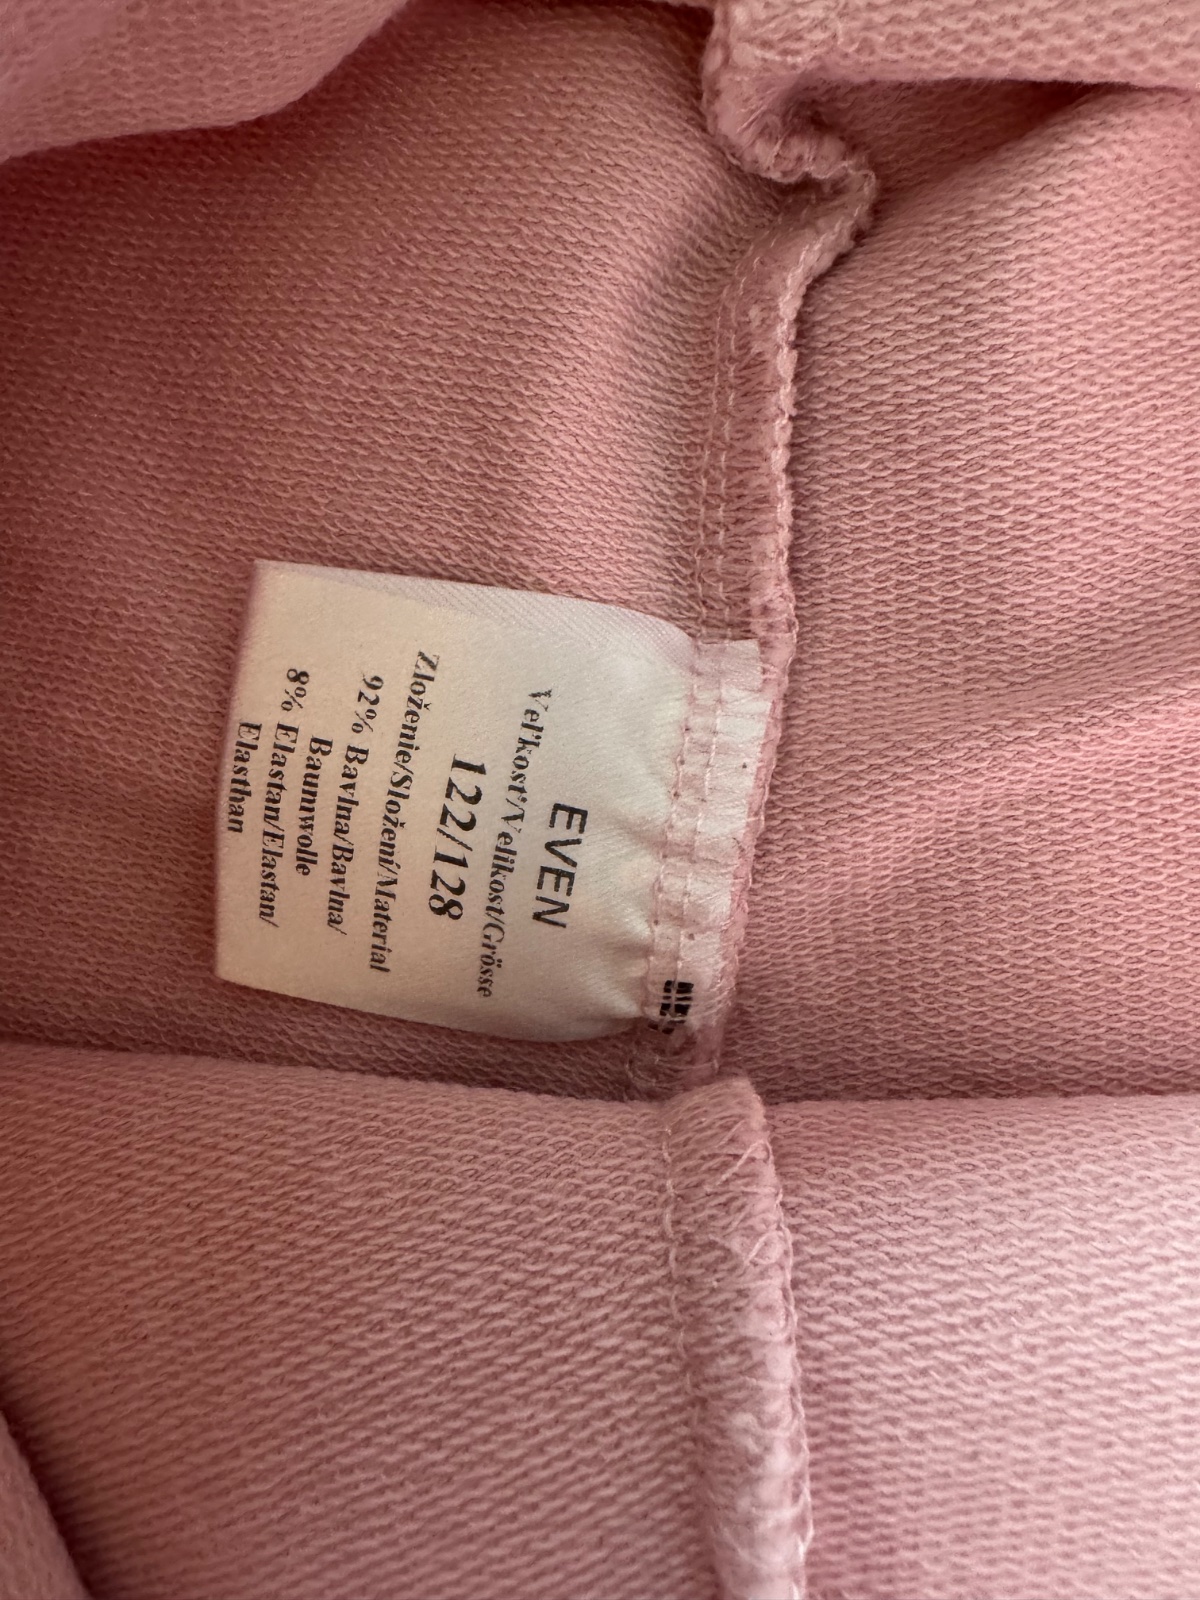 EVEN
Veľkosť/Velikost/Grösse
122/128
Zloženie/Složení/Material
92% Bavlna/Bavlna/
Baumwolle
8% Elastan/Elastan/
Elasthan